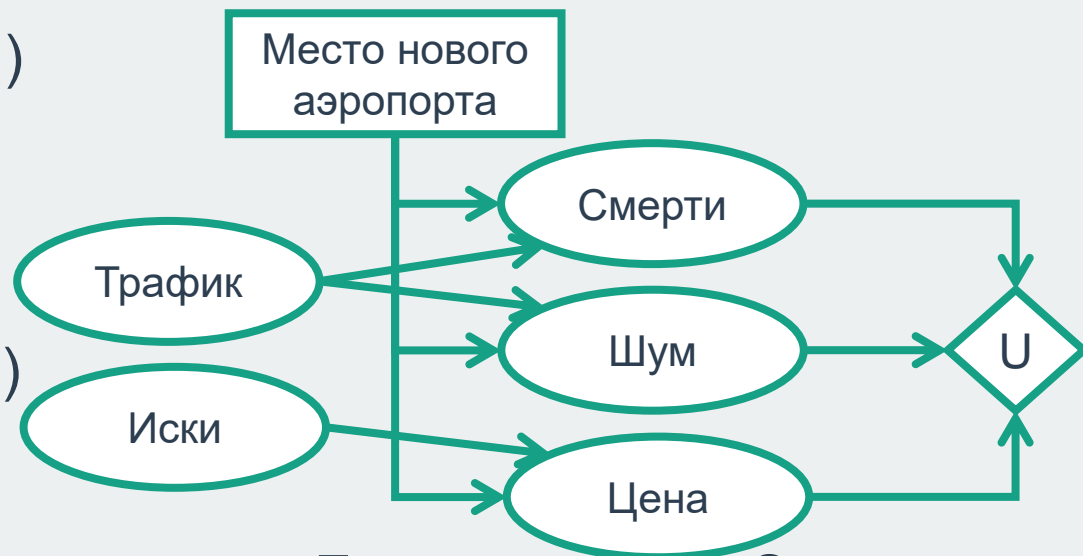 )
Место нового
аэропорта
Смерти
Трафик
Шум
U
)
Иски
Цена